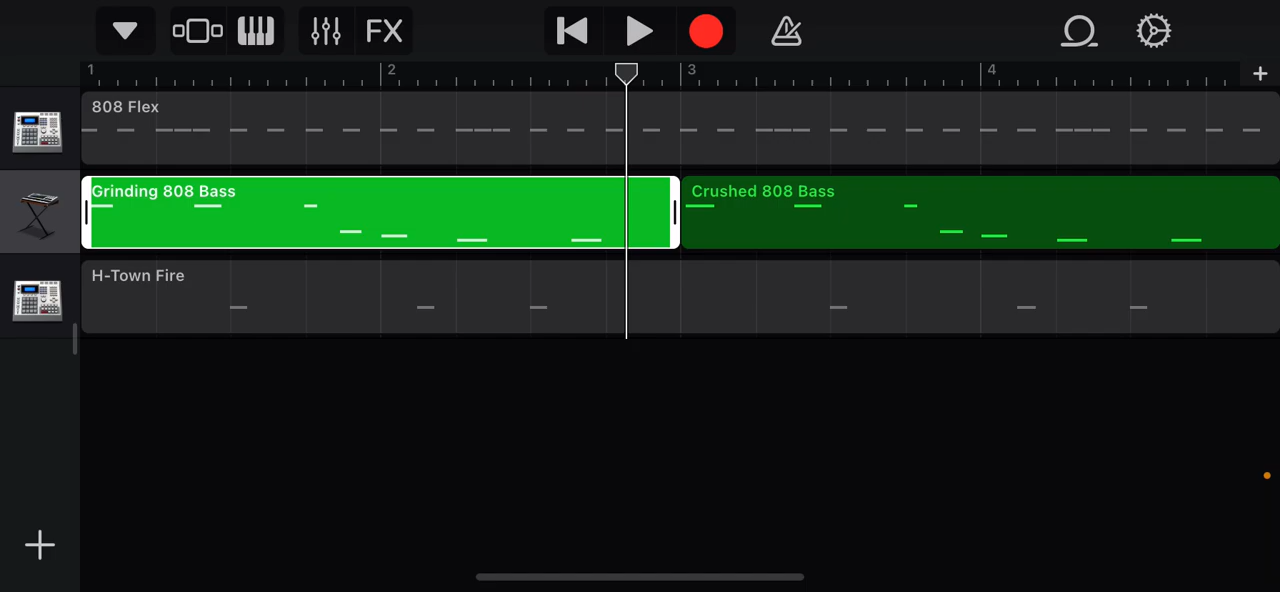 FX
1 2 3 4
808 Flex
Grinding 808 Bass Crushed 808 Bass
H-Town Fire